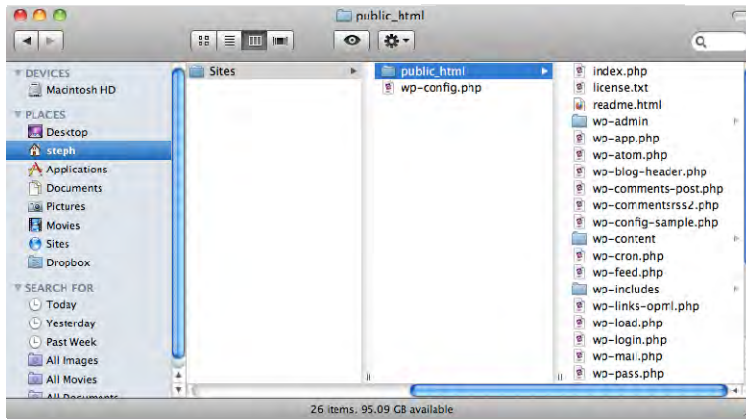 public_html
DEVICES
Macintosh HD
PLACES
Desktop
steph
Applications
Documents
Pictures
Movies
Sites
Dropbox
SEARCH FOR
Today
Yesterday
Past Week
All Images
All Movies
All Documents
Sites
public_html
wp-config.php
index.php
license.txt
readme.html
wp-admin
wp-app.php
wp-atom.php
wp-blog-header.php
wp-comments-post.php
wp-commentsrss2.php
wp-config-sample.php
wp-content
wp-cron.php
wp-feed.php
wp-includes
wp-links-opml.php
wp-load.php
wp-login.php
wp-mail.php
wp-pass.php
26 items, 95.09 GB available